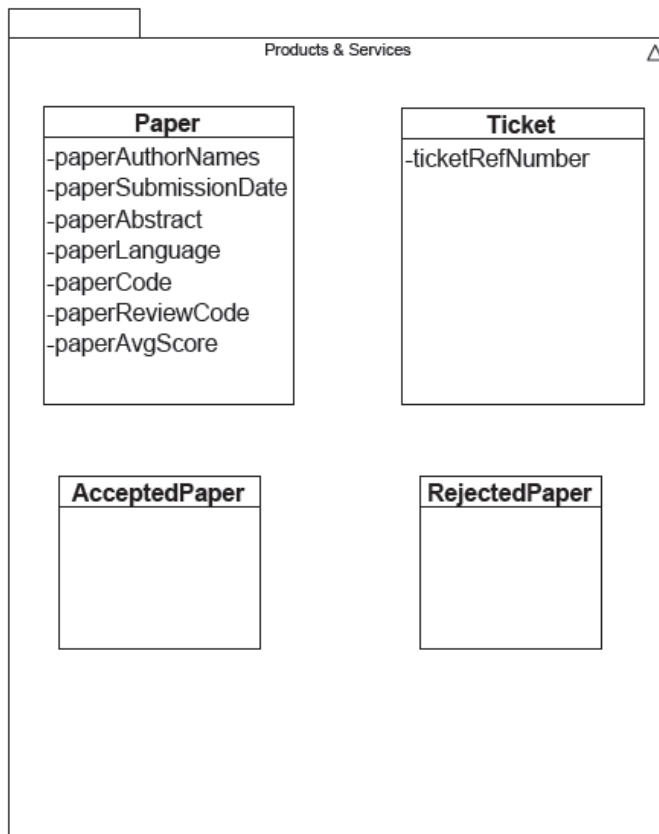 Products & Services
Paper
-paperAuthorNames
-paperSubmissionDate
-paperAbstract
-paperLanguage
-paperCode
-paperReviewCode
-paperAvgScore
Ticket
-ticketRefNumber
AcceptedPaper
RejectedPaper